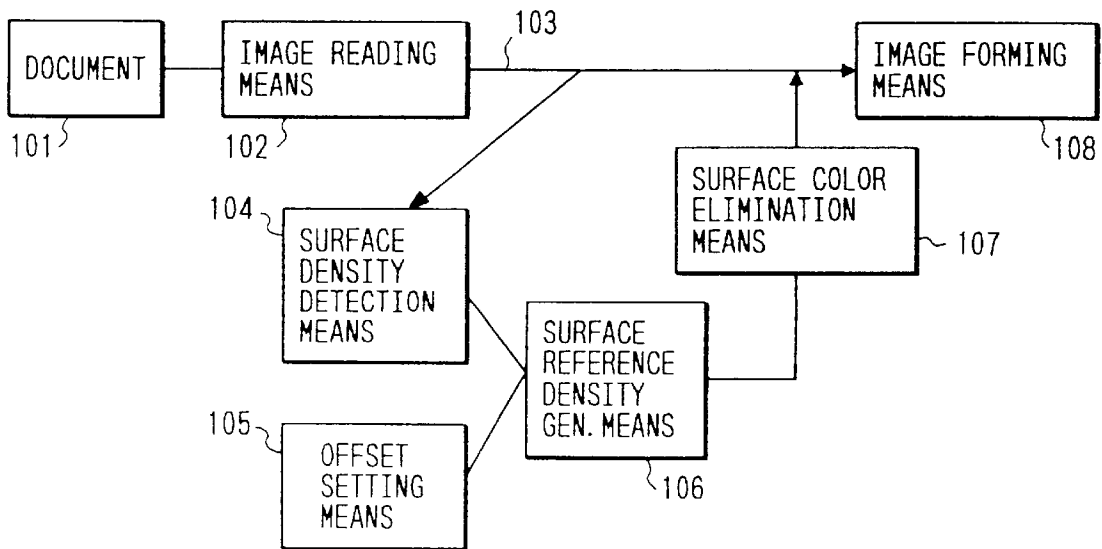 DOCUMENT
101
IMAGE READING
MEANS
102
103
IMAGE FORMING
MEANS
108
SURFACE COLOR
ELIMINATION
MEANS
107
104
SURFACE
DENSITY
DETECTION
MEANS
SURFACE
REFERENCE
DENSITY
GEN. MEANS
106
105
OFFSET
SETTING
MEANS